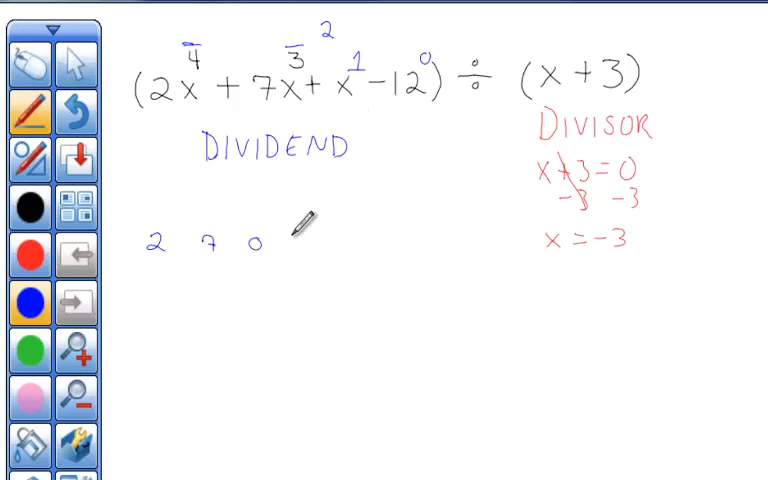 2
4 3 1 0
(2x + 7x + x - 12) ÷ (x + 3)
DIVIDEND
DIVISOR
x + 3 = 0
- 3 - 3
x = - 3
2 7 0